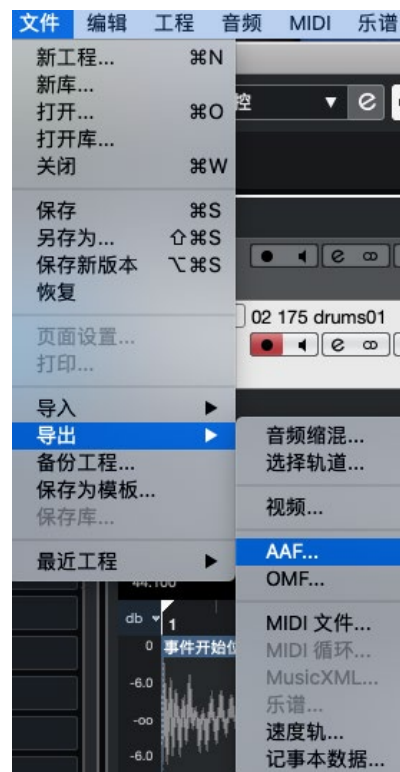 文件 编辑 工程 音频 MIDI 乐谱
新工程... ⌘N
新库...
打开... ⌘O
打开库...
关闭 ⌘W
控 ▼ e
保存 ⌘S
另存为... ⇧⌘S
保存新版本 ⌥⌘S
恢复
页面设置...
打印...
02 175 drums01
导入 ▶
导出 ▶
备份工程...
保存为模板...
保存库...
最近工程 ▶
音频缩混...
选择轨道...
视频...
AAF...
OMF...
MIDI 文件...
MIDI 循环...
MusicXML...
乐谱...
速度轨...
记事本数据...
44.100
db 1
0 事件开始位
-6.0
-oo
-6.0